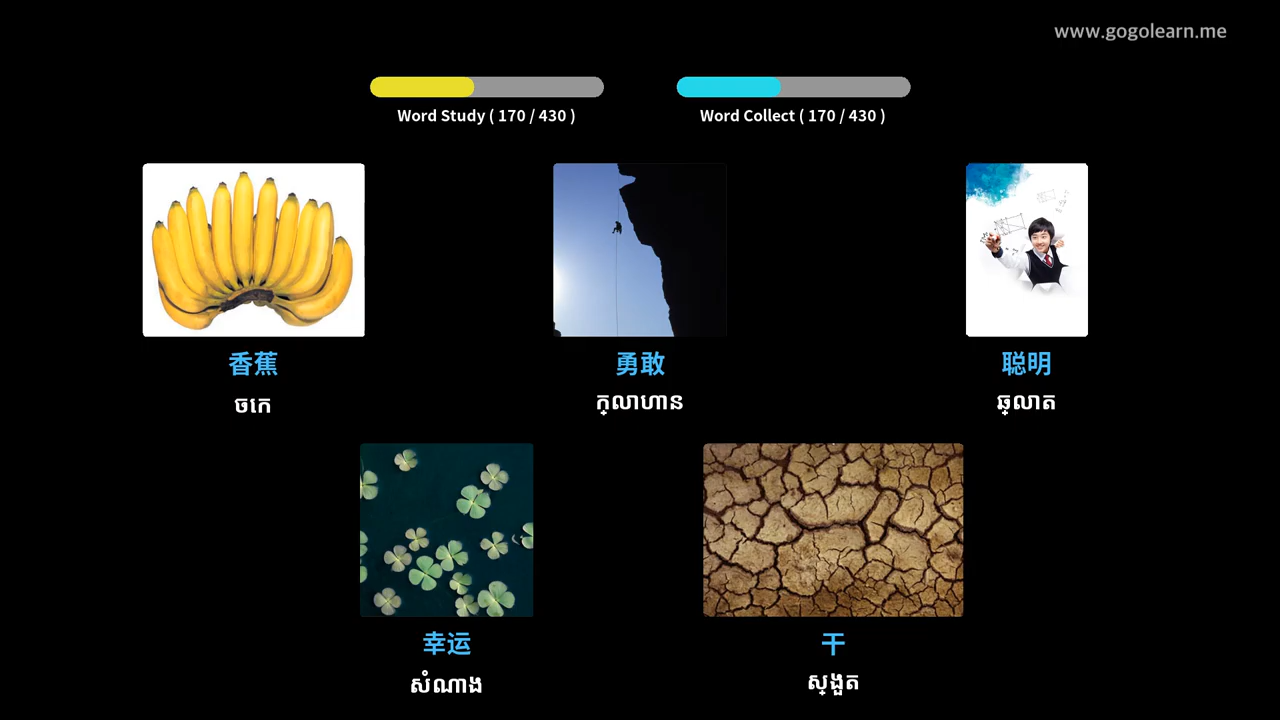 www.gogolearn.me
Word Study ( 170 / 430 )
Word Collect ( 170 / 430 )
香蕉
ចកេ
勇敢
ក្លាហាន
聪明
ឆ្លាត
幸运
សំណាង
干
ស្ងួត